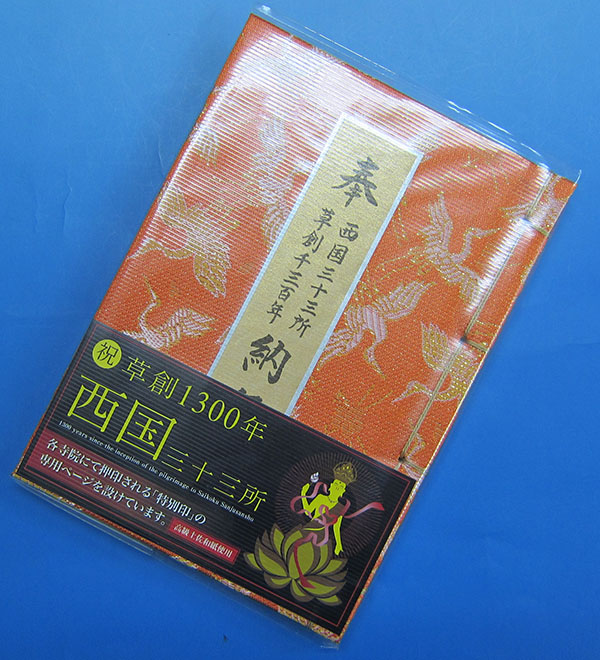 奉
西国三十三所
草創千三百年
納
祝
草創1300年
西国三十三所
1300 years since the inception of the pilgrimage to Saikoku Sanjusansho
各寺院にて押印される「特別印」の
専用ページを設けています。
高級土佐和紙使用